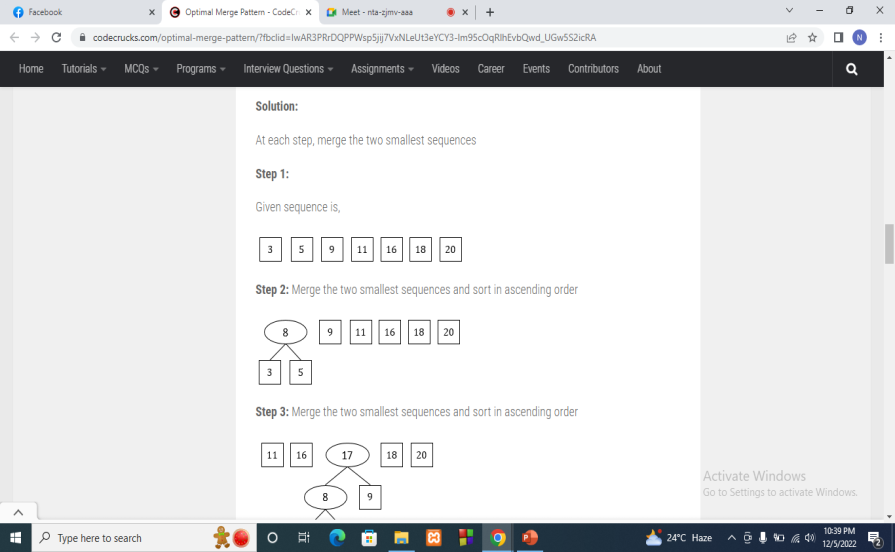 Facebook
Optimal Merge Pattern - CodeCr
Meet - nta-zjmv-aaa
codecrucks.com/optimal-merge-pattern/?fbclid=IwAR3PRrDQPPWsp5jij7VxNLeUt3eYCY3-Im95cOqRIhEvbQwd_UGw5S2icRA
N
Home Tutorials MCQs Programs Interview Questions Assignments Videos Career Events Contributors About
Solution:
At each step, merge the two smallest sequences
Step 1:
Given sequence is,
3 5 9 11 16 18 20
Step 2: Merge the two smallest sequences and sort in ascending order
8 9 11 16 18 20
3 5
Step 3: Merge the two smallest sequences and sort in ascending order
11 16 17 18 20
8 9
Activate Windows
Go to Settings to activate Windows.
Type here to search
24°C Haze
10:39 PM
12/5/2022
2